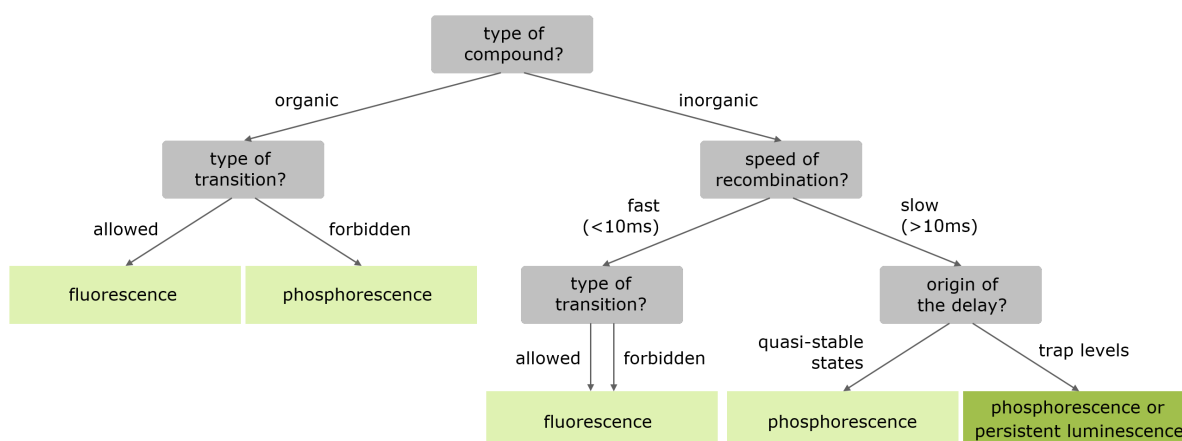 type of
compound?
organic
inorganic
type of
transition?
speed of
recombination?
allowed
forbidden
fast
(<10ms)
slow
(>10ms)
fluorescence
phosphorescence
type of
transition?
origin of
the delay?
allowed
forbidden
quasi-stable
states
trap levels
fluorescence
phosphorescence
phosphorescence or
persistent luminescence